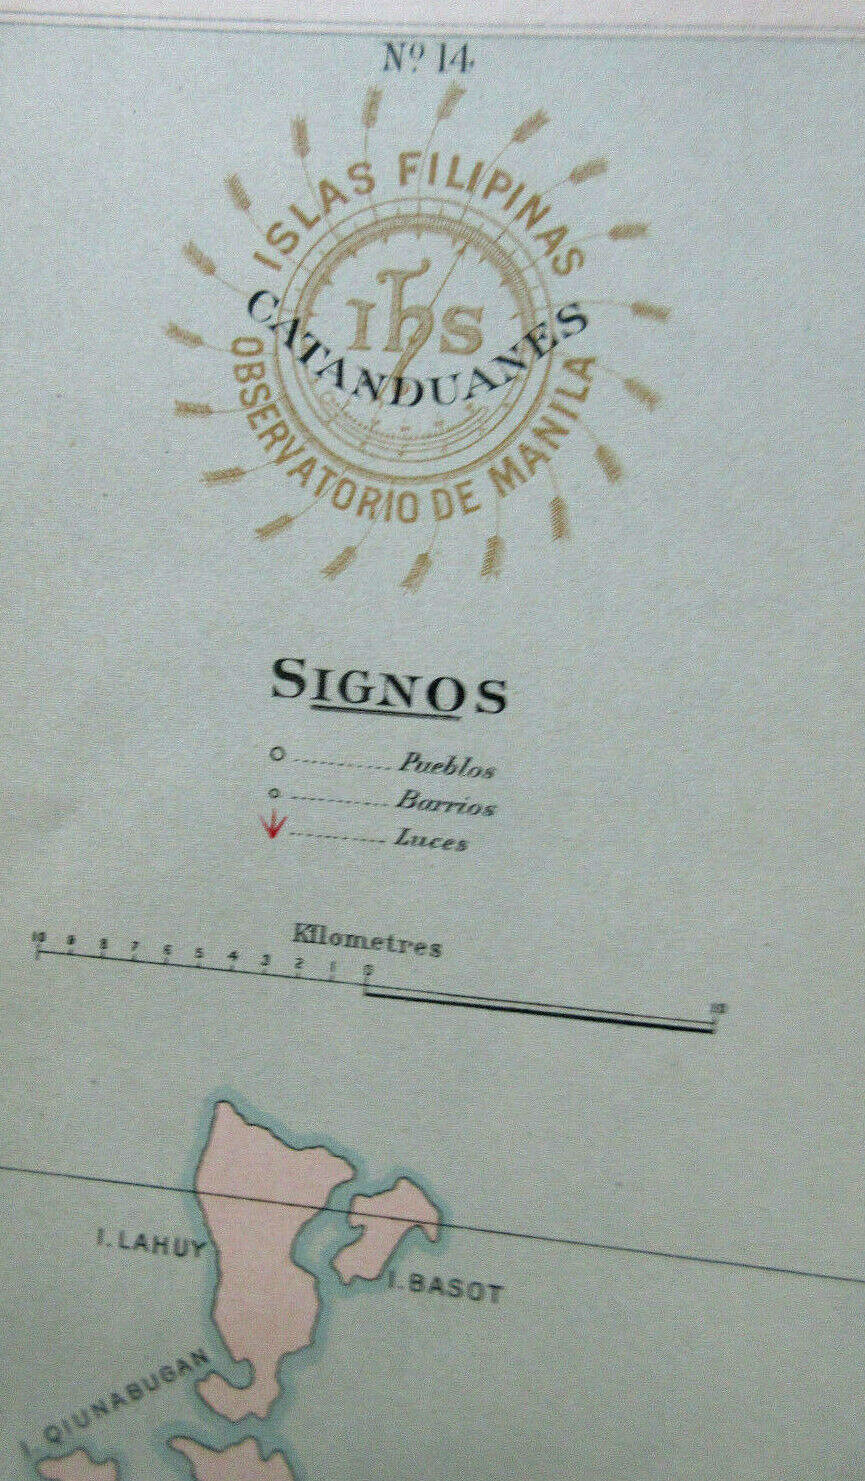 Nº 14
ISLAS FILIPINAS
ihs
CATANDUANES
OBSERVATORIO DE MANILA
SIGNOS
Pueblos
Barrios
Luces
Kilometres
10 9 8 7 6 5 4 3 2 1 0 10
I. LAHUY
I. BASOT
I. QIUNABUGAN